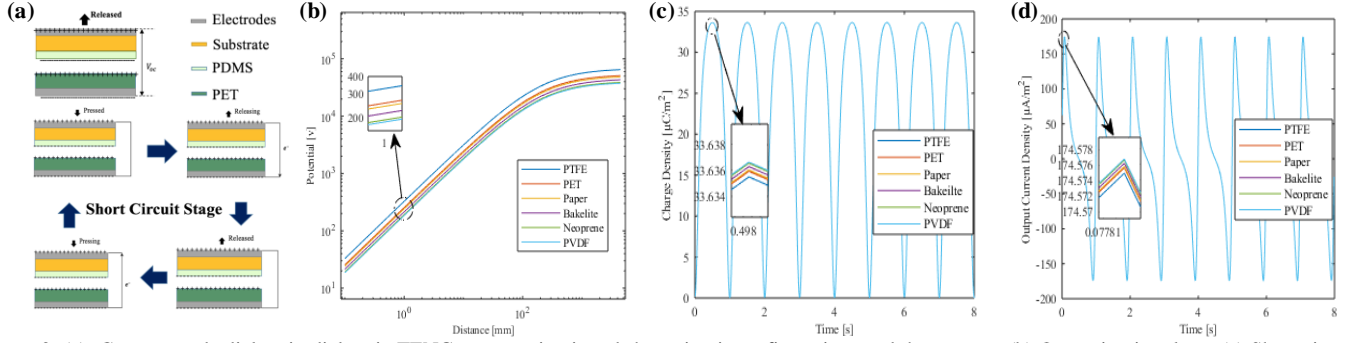 (a)
Released
Electrodes
Substrate
PDMS
PET
V_oc
Pressed
Releasing
e⁻
Short Circuit Stage
Pressing
Released
e⁻
e⁻
(b)
Potential [v]
10⁵
10⁴
10³
10²
10¹
400
300
200
1
PTFE
PET
Paper
Bakelite
Neoprene
PVDF
10⁰
10²
Distance [mm]
(c)
Charge Density [μC/m²]
35
30
25
20
15
10
5
0
33.638
33.636
33.634
0.498
PTFE
PET
Paper
Bakeilte
Neoprene
PVDF
0 2 4 6 8
Time [s]
(d)
Output Current Density [μA/m²]
200
150
100
50
0
-50
-100
-150
-200
174.578
174.576
174.574
174.572
174.57
0.07781
PTFE
PET
Paper
Bakelite
Neoprene
PVDF
0 2 4 6 8
Time [s]